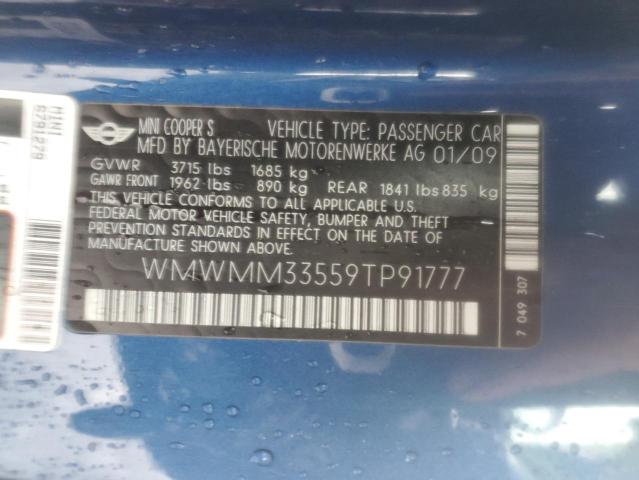 MINI COOPER S VEHICLE TYPE: PASSENGER CAR
MFD BY BAYERISCHE MOTORENWERKE AG 01/09
GVWR 3715 lbs 1685 kg
GAWR FRONT 1962 lbs 890 kg REAR 1841 lbs 835 kg
THIS VEHICLE CONFORMS TO ALL APPLICABLE U.S.
FEDERAL MOTOR VEHICLE SAFETY, BUMPER AND THEFT
PREVENTION STANDARDS IN EFFECT ON THE DATE OF
MANUFACTURE SHOWN ABOVE.
WMWMM33559TP91777
7 049 307
MINI